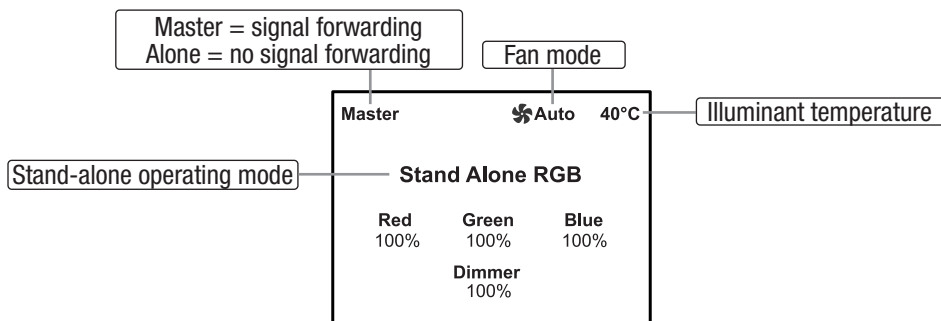 Master = signal forwarding
Alone = no signal forwarding
Fan mode
Master
Auto
40°C
Illuminant temperature
Stand-alone operating mode
Stand Alone RGB
Red Green Blue
100% 100% 100%
Dimmer
100%